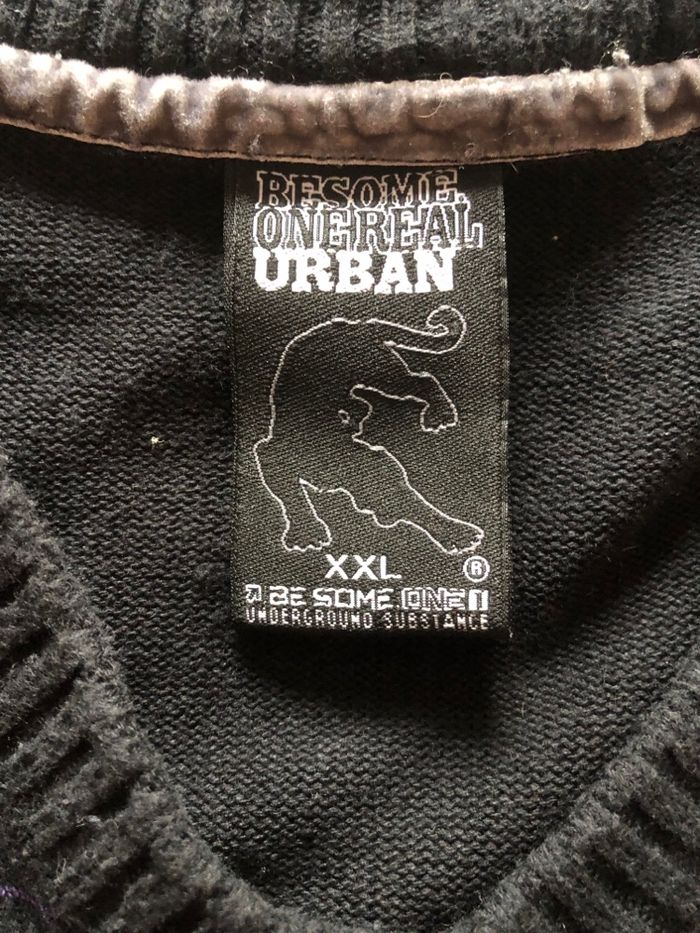 BESOME
ONEREAL
URBAN
XXL
®
BE SOME ONE
UNDERGROUND SUBSTANCE